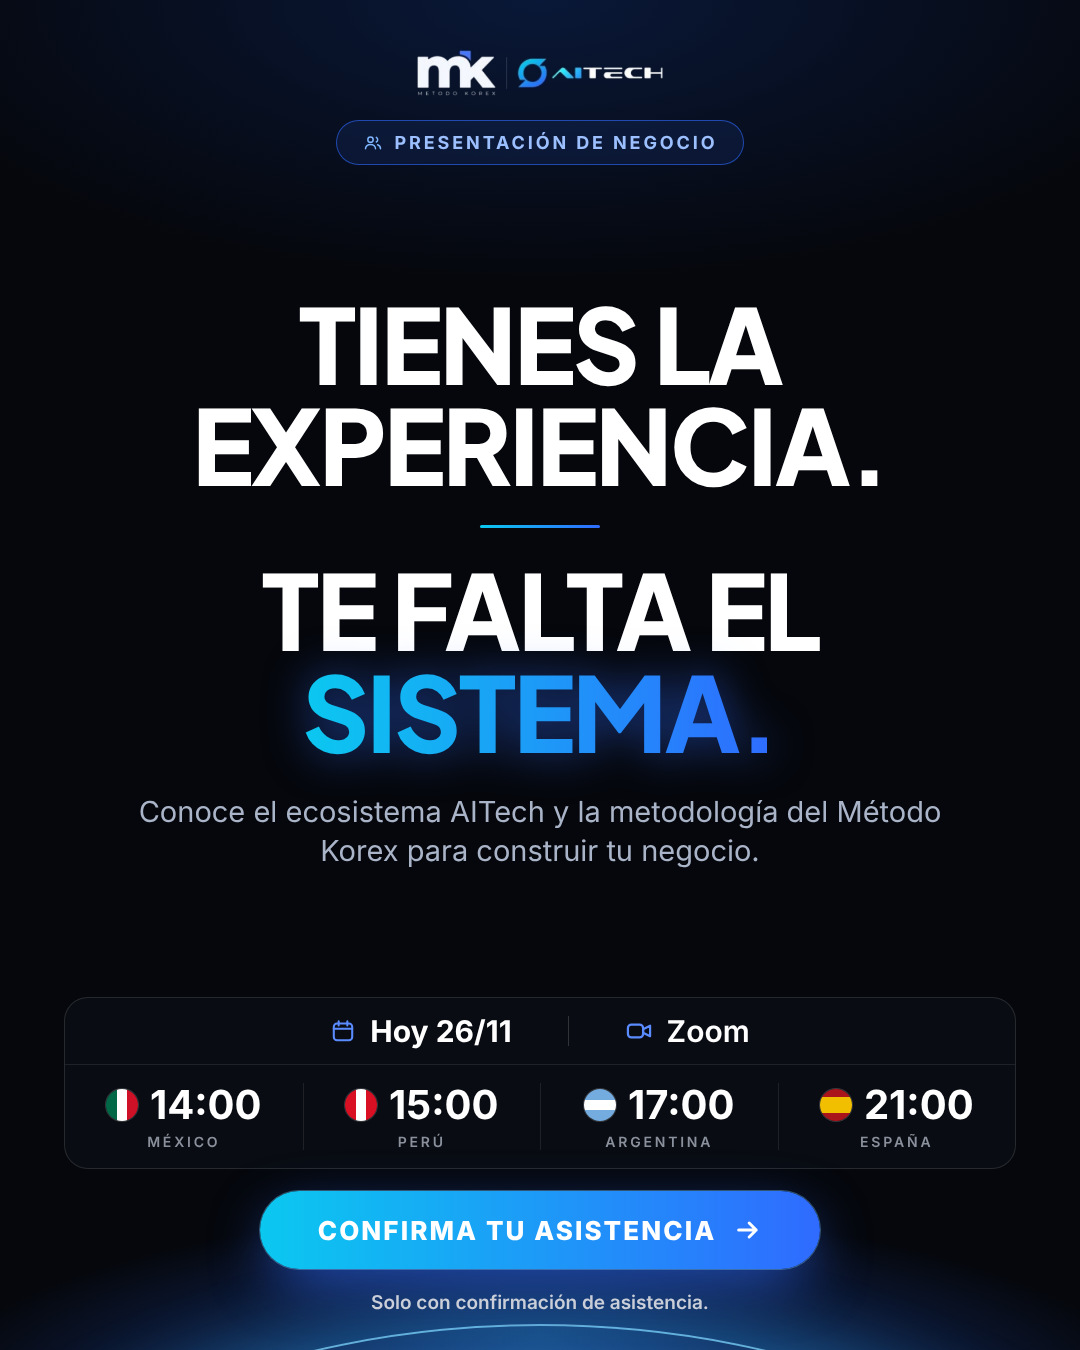 mk
METODO KOREX
AITECH
PRESENTACIÓN DE NEGOCIO
TIENES LA
EXPERIENCIA.
TE FALTA EL
SISTEMA.
Conoce el ecosistema AITech y la metodología del Método
Korex para construir tu negocio.
Hoy 26/11
Zoom
14:00
MÉXICO
15:00
PERÚ
17:00
ARGENTINA
21:00
ESPAÑA
CONFIRMA TU ASISTENCIA →
Solo con confirmación de asistencia.